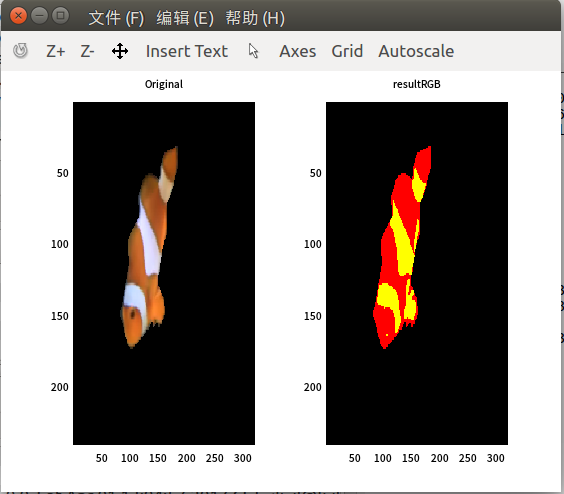 文件 (F) 编辑 (E) 帮助 (H)
Z+ Z- Insert Text Axes Grid Autoscale
Original
resultRGB
50
100
150
200
50 100 150 200 250 300
50
100
150
200
50 100 150 200 250 300